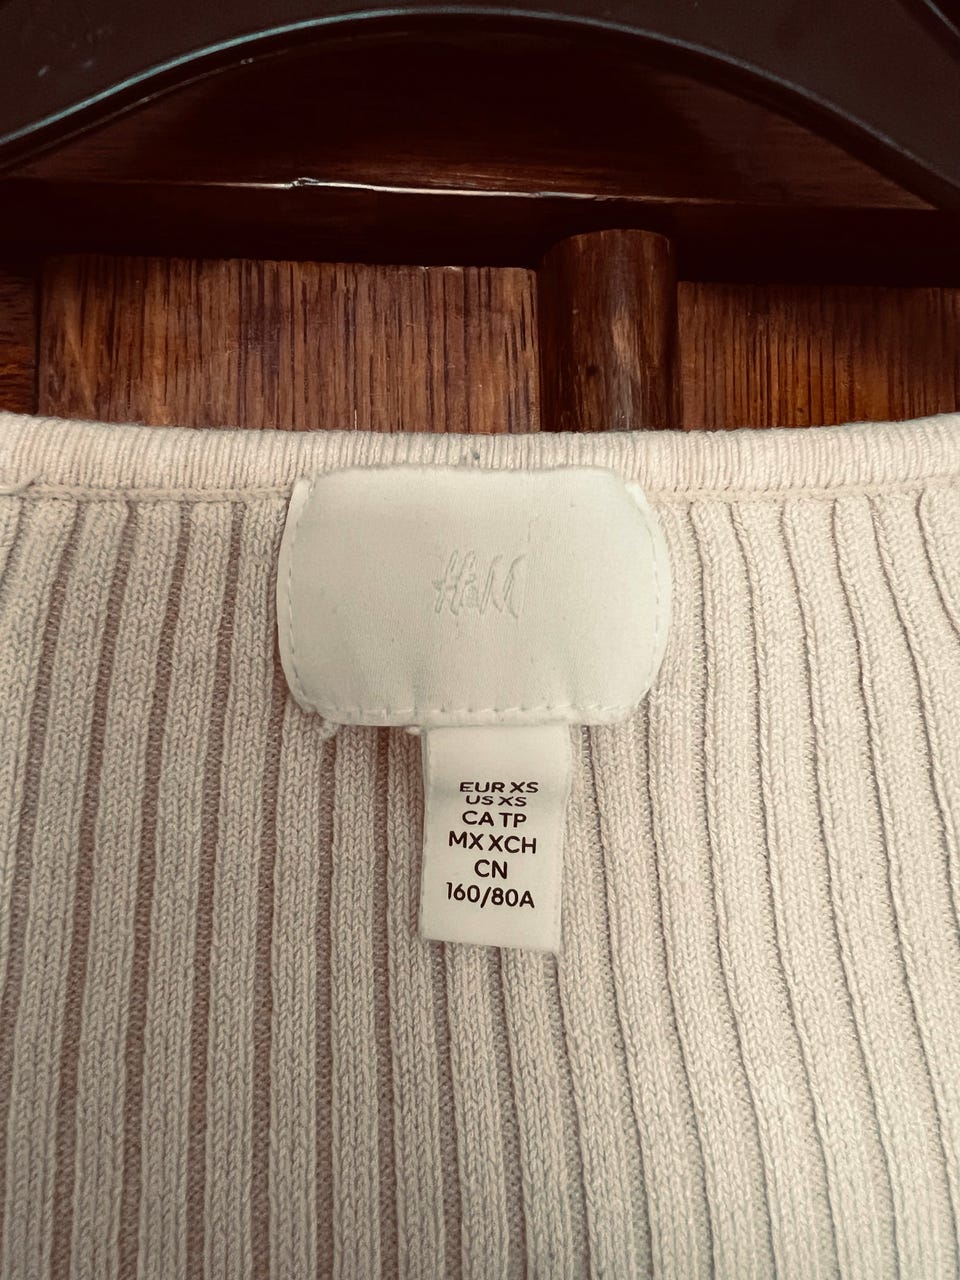 H&M
EUR XS
US XS
CA TP
MX XCH
CN
160/80A